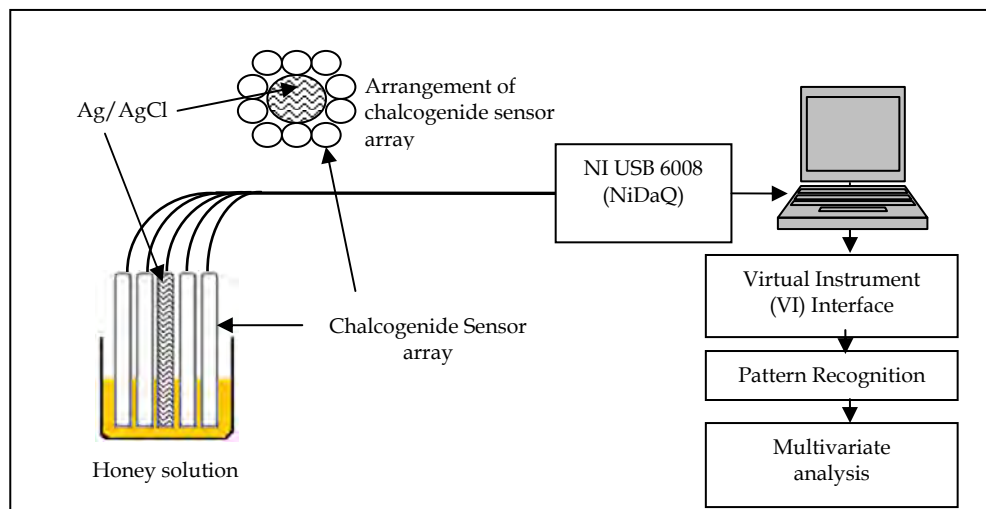 Ag/AgCl
Arrangement of
chalcogenide sensor
array
NI USB 6008
(NiDaQ)
Virtual Instrument
(VI) Interface
Chalcogenide Sensor
array
Pattern Recognition
Multivariate
analysis
Honey solution